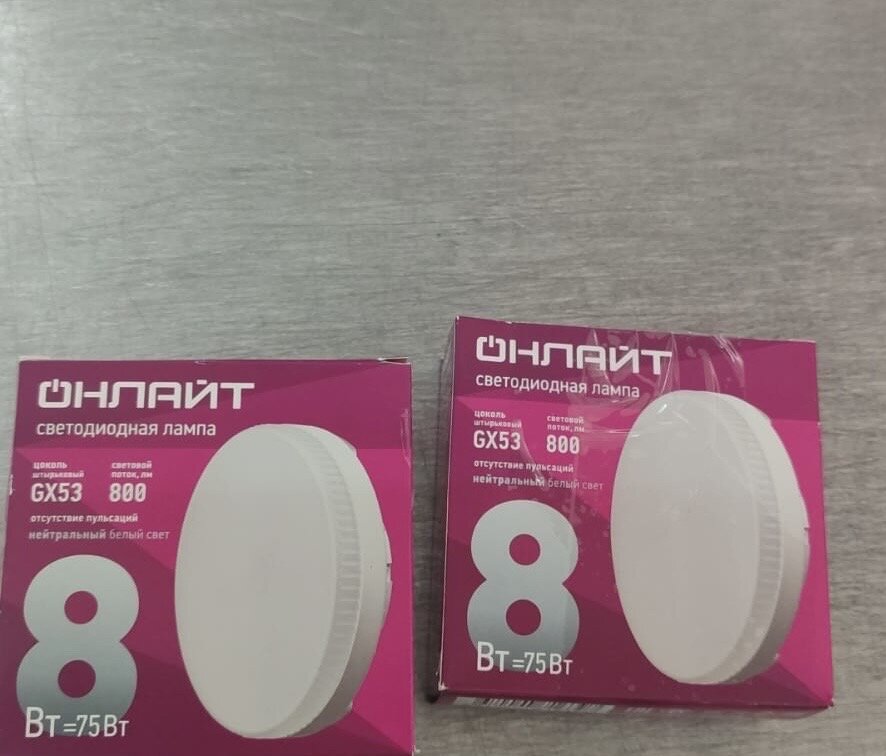 ОНЛАЙТ
светодиодная лампа
цоколь штырьковый
GX53
световой поток, лм
800
отсутствие пульсаций
нейтральный белый свет
8
Вт=75Вт
ОНЛАЙТ
светодиодная лампа
цоколь штырьковый
GX53
световой поток, лм
800
отсутствие пульсаций
нейтральный белый свет
8
Вт=75Вт